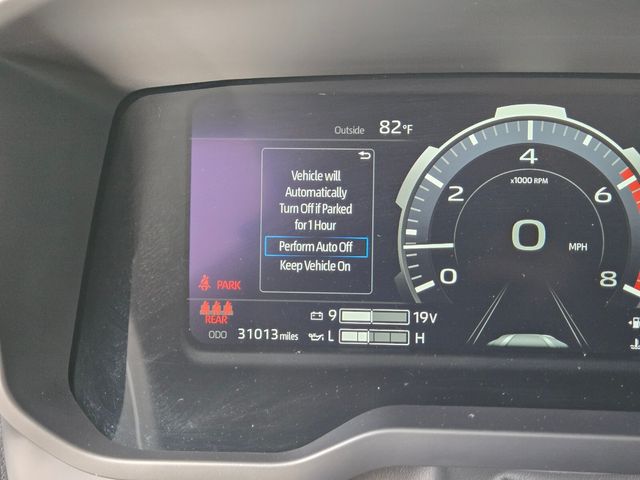 Outside 82°F
Vehicle will
Automatically
Turn Off if Parked
for 1 Hour
Perform Auto Off
Keep Vehicle On
PARK
REAR
ODO 31013 miles
9 19V
L H
0 2 4 6 8
x1000 RPM
0 MPH